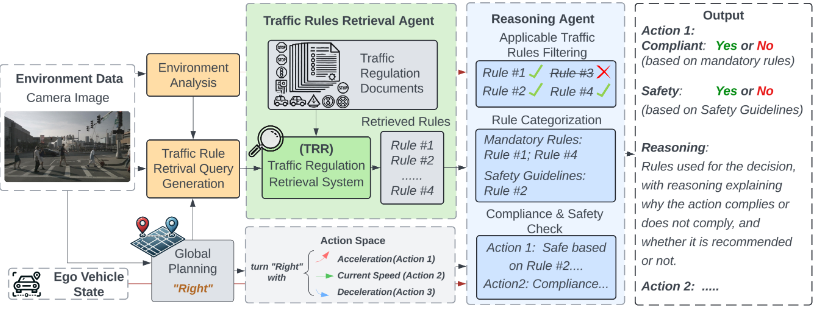 Environment Data
Camera Image
Ego Vehicle
State
Environment
Analysis
Traffic Rule
Retrival Query
Generation
Global
Planning
"Right"
Traffic Rules Retrieval Agent
Traffic
Regulation
Documents
(TRR)
Traffic Regulation
Retrieval System
Retrieved Rules
Rule #1
Rule #2
......
Rule #4
Action Space
turn "Right"
with
Acceleration(Action 1)
Current Speed (Action 2)
Deceleration(Action 3)
Reasoning Agent
Applicable Traffic
Rules Filtering
Rule #1 Rule #3
Rule #2 Rule #4
Rule Categorization
Mandatory Rules:
Rule #1; Rule #4
Safety Guidelines:
Rule #2
Compliance & Safety
Check
Action 1: Safe based
on Rule #2....
Action2: Compliance...
Output
Action 1:
Compliant: Yes or No
(based on mandatory rules)
Safety: Yes or No
(based on Safety Guidelines)
Reasoning:
Rules used for the decision,
with reasoning explaining
why the action complies or
does not comply, and
whether it is recommended
or not.
Action 2: .....